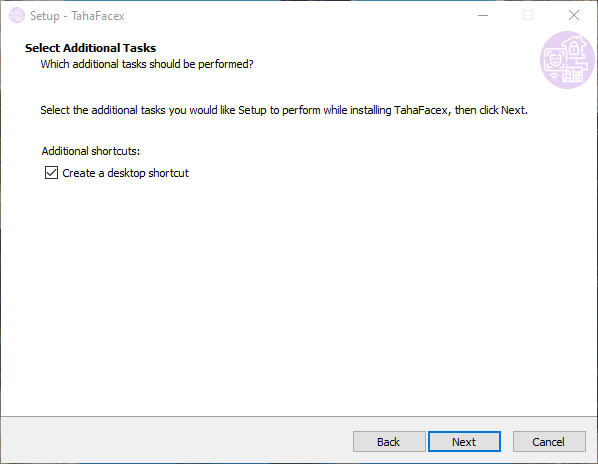 Setup - TahaFacex
Select Additional Tasks
Which additional tasks should be performed?
Select the additional tasks you would like Setup to perform while installing TahaFacex, then click Next.
Additional shortcuts:
Create a desktop shortcut
Back
Next
Cancel